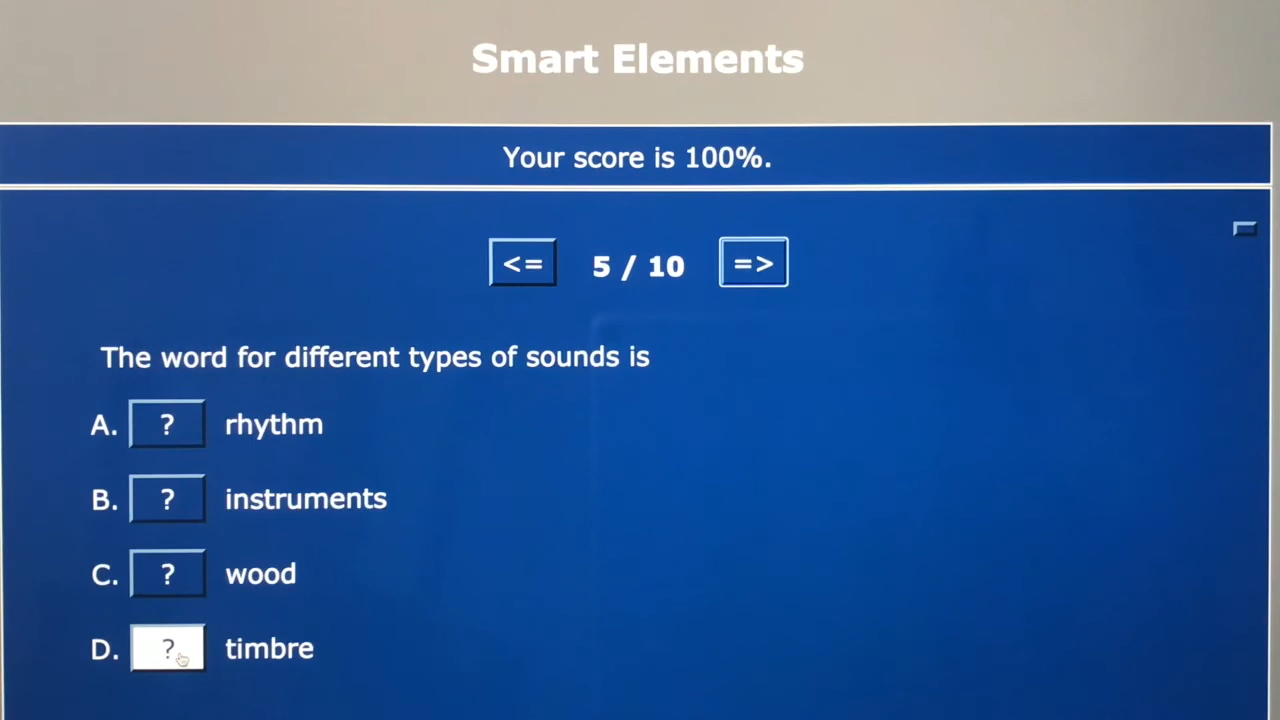 Smart Elements
Your score is 100%.
<= 5 / 10 =>
The word for different types of sounds is
A. ? rhythm
B. ? instruments
C. ? wood
D. ? timbre